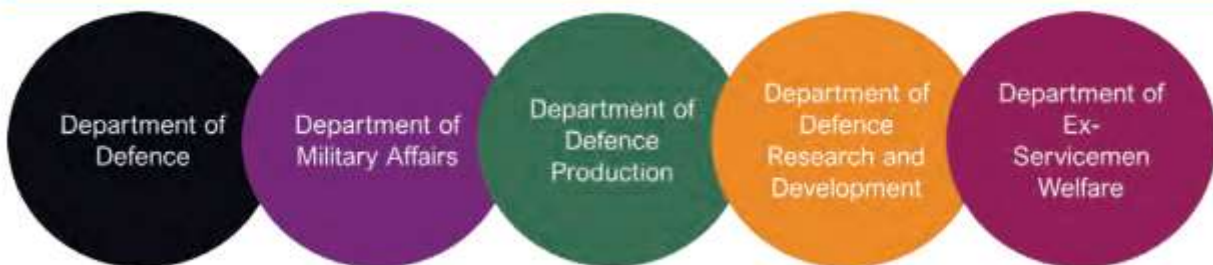 Department of
Defence
Department of
Military Affairs
Department of
Defence
Production
Department of
Defence
Research and
Development
Department of
Ex-
Servicemen
Welfare